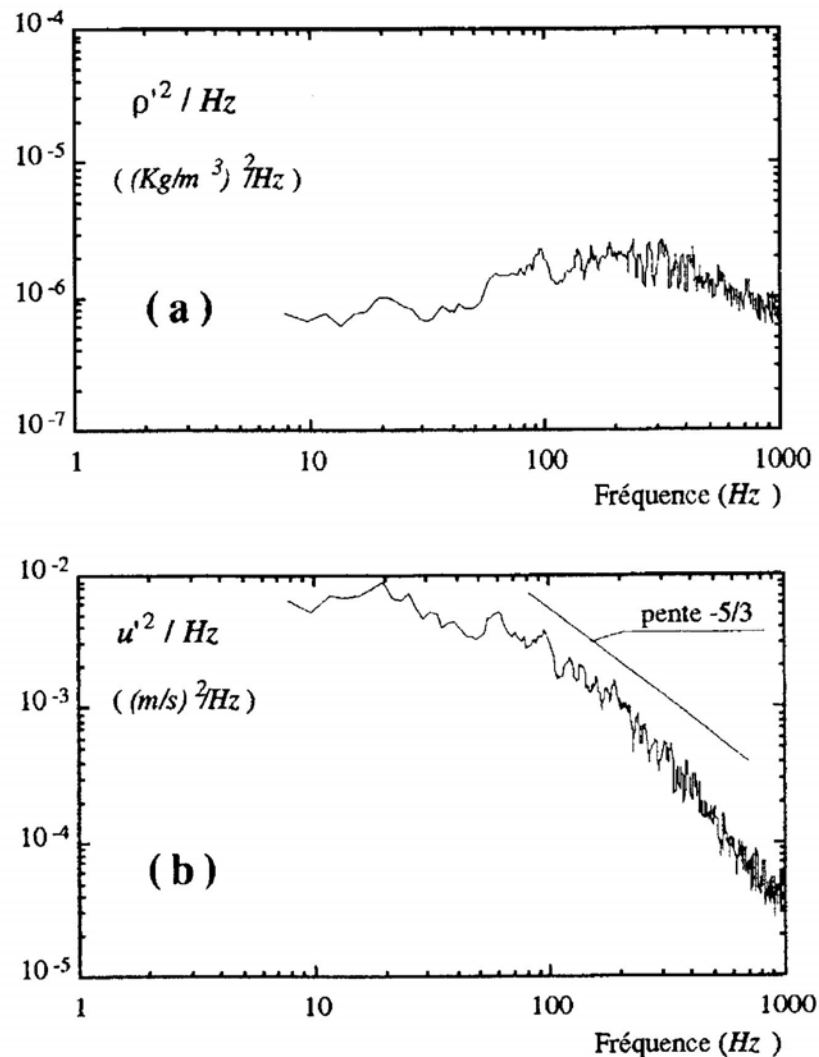 10⁻⁴
ρ'² / Hz
10⁻⁵
( (Kg/m ³) ²/Hz )
10⁻⁶
( a )
10⁻⁷
1 10 100 1000
Fréquence (Hz )
10⁻²
pente -5/3
u'² / Hz
( (m/s) ²/Hz )
10⁻³
10⁻⁴
( b )
10⁻⁵
1 10 100 1000
Fréquence (Hz )